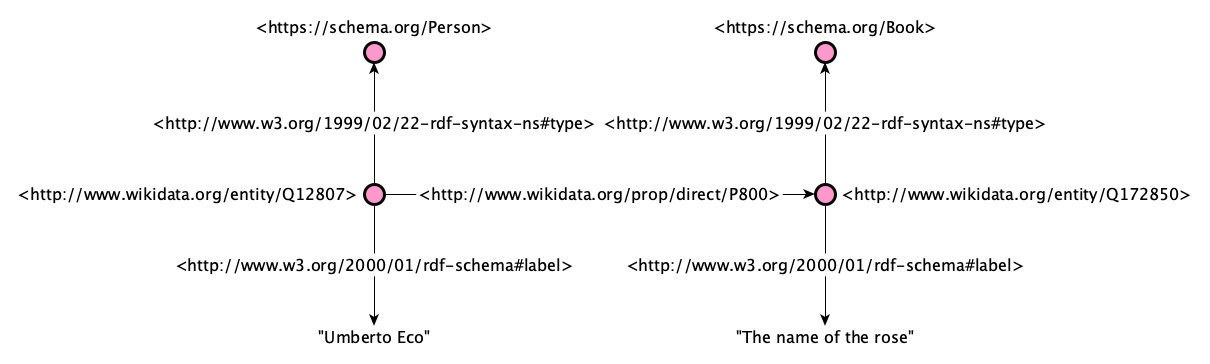 <https://schema.org/Person>
<https://schema.org/Book>
<http://www.w3.org/1999/02/22-rdf-syntax-ns#type>
<http://www.w3.org/1999/02/22-rdf-syntax-ns#type>
<http://www.wikidata.org/entity/Q12807>
<http://www.wikidata.org/prop/direct/P800>
<http://www.wikidata.org/entity/Q172850>
<http://www.w3.org/2000/01/rdf-schema#label>
<http://www.w3.org/2000/01/rdf-schema#label>
"Umberto Eco"
"The name of the rose"